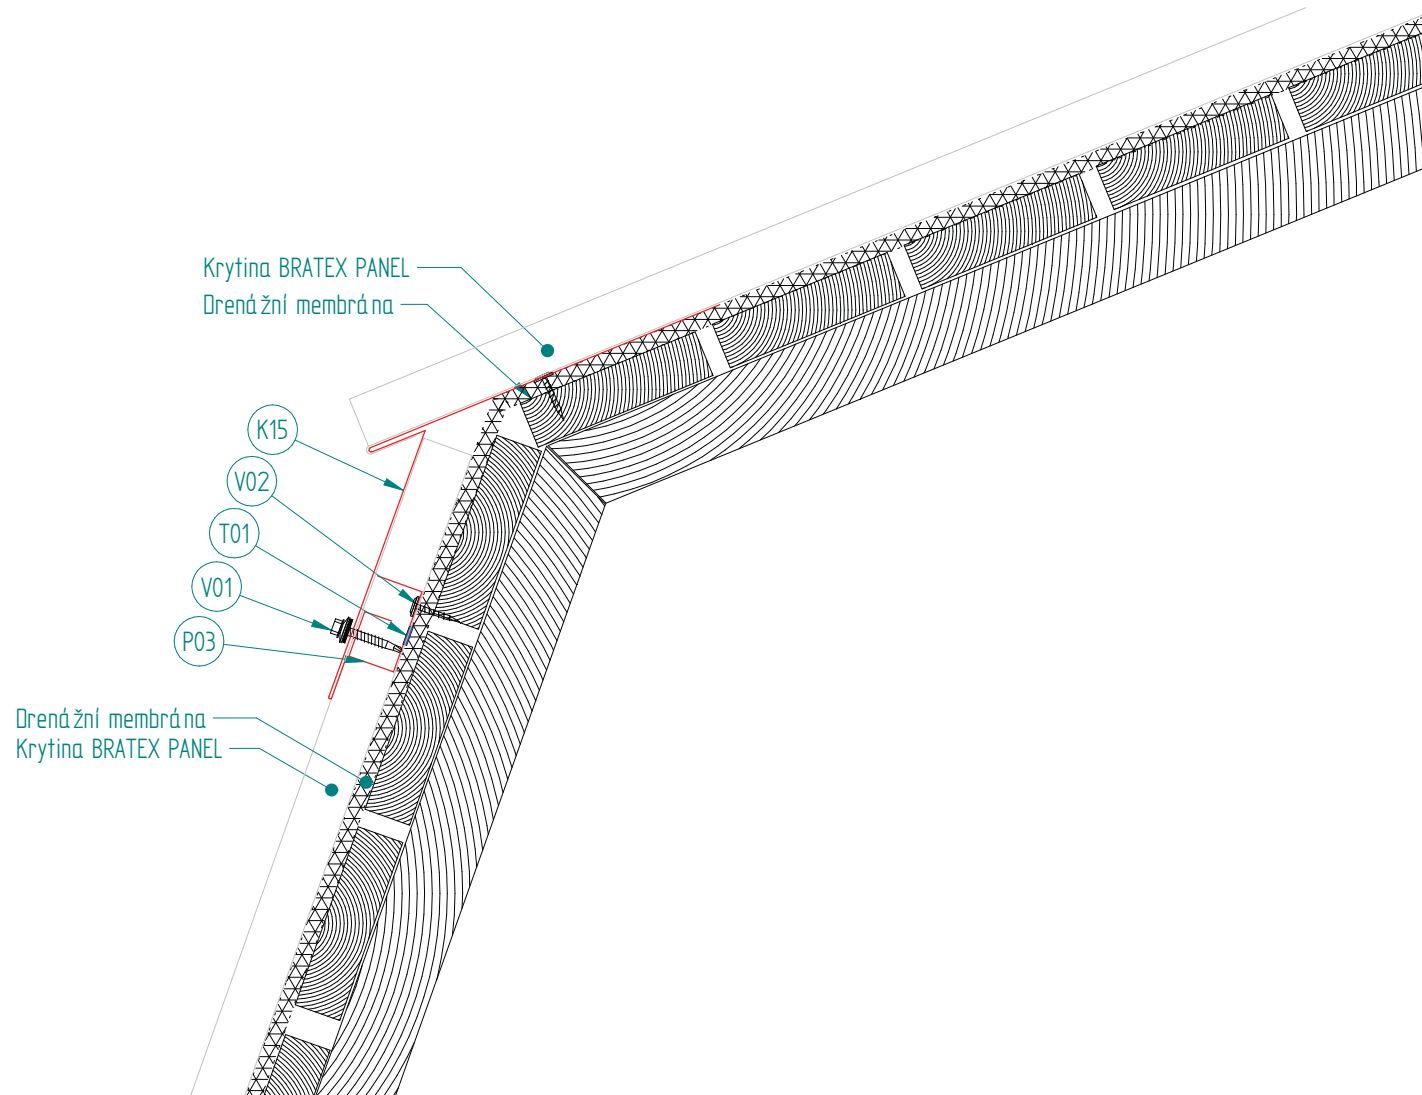 Krytina BRATEX PANEL
Drenážní membrána
K15
V02
T01
V01
P03
Drenážní membrána
Krytina BRATEX PANEL